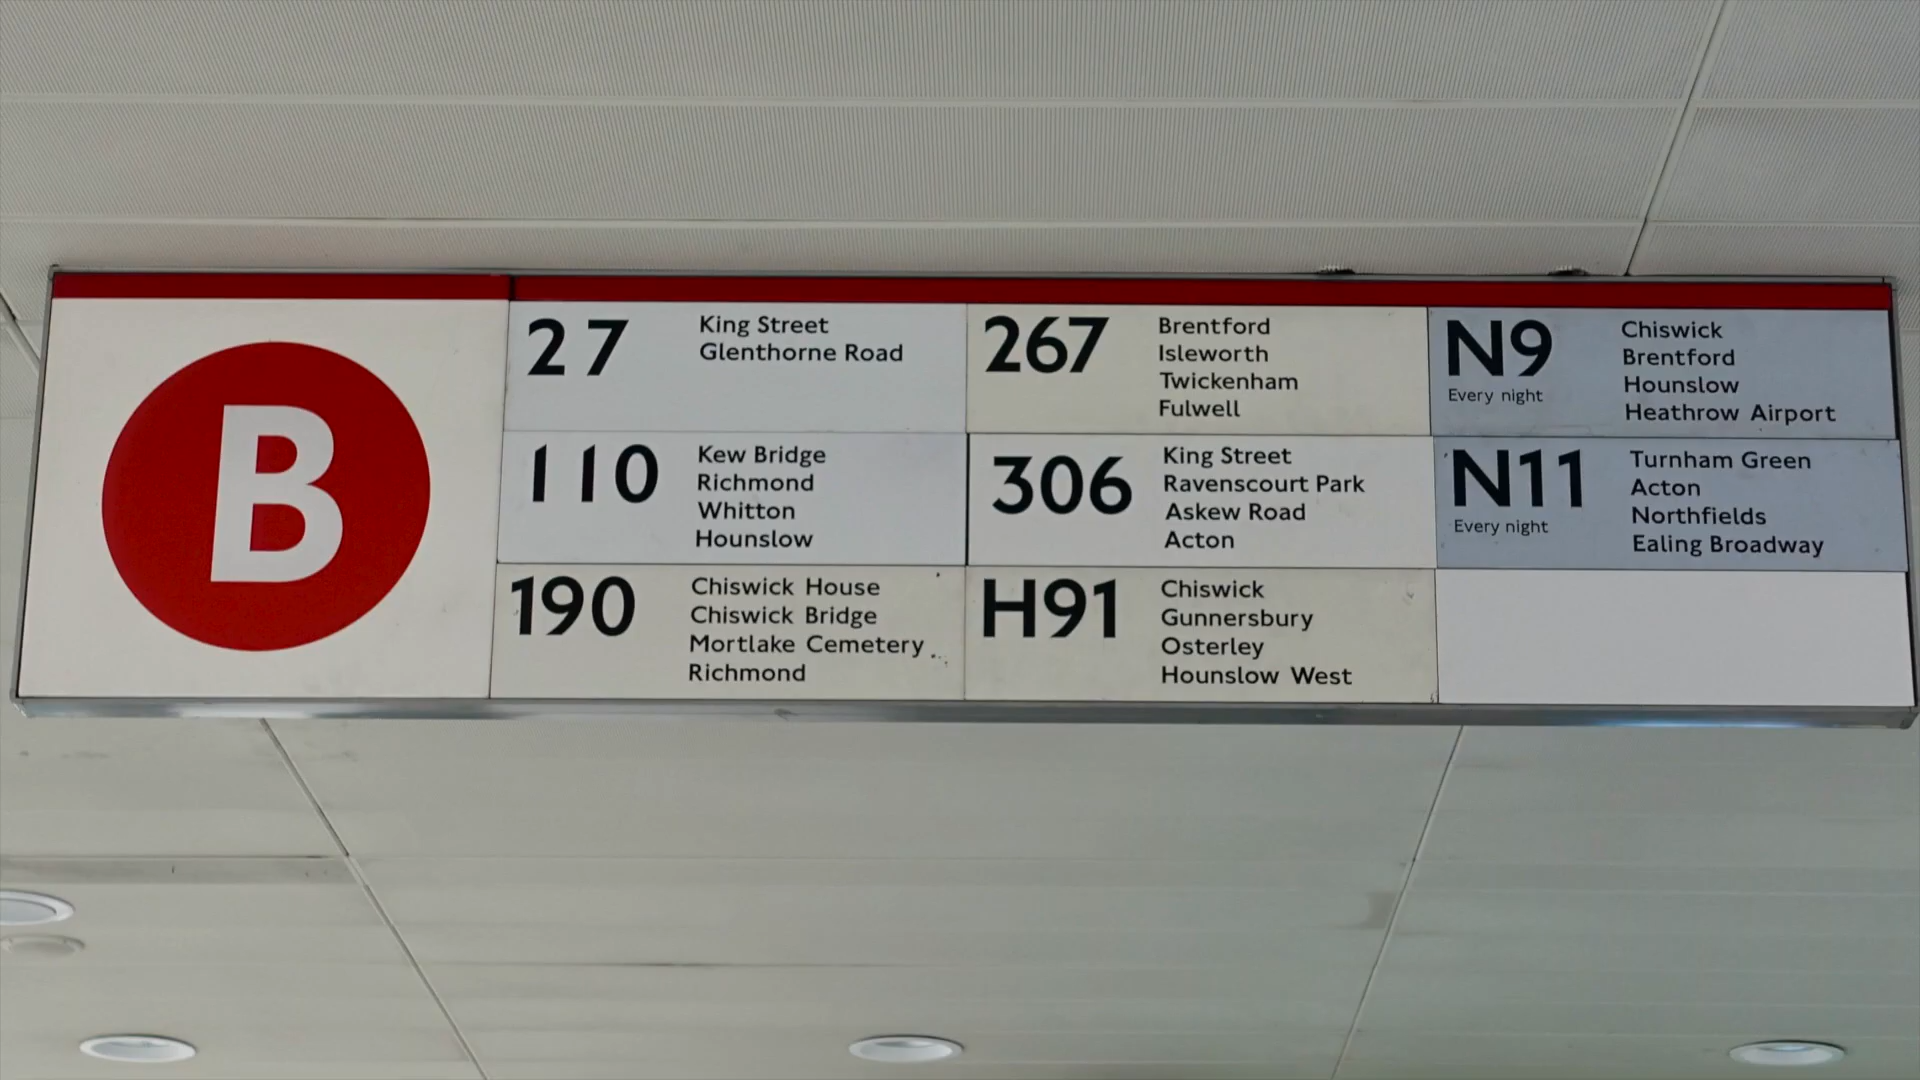 B
27
King Street
Glenthorne Road
110
Kew Bridge
Richmond
Whitton
Hounslow
190
Chiswick House
Chiswick Bridge
Mortlake Cemetery
Richmond
267
Brentford
Isleworth
Twickenham
Fulwell
306
King Street
Ravenscourt Park
Askew Road
Acton
H91
Chiswick
Gunnersbury
Osterley
Hounslow West
N9
Every night
Chiswick
Brentford
Hounslow
Heathrow Airport
N11
Every night
Turnham Green
Acton
Northfields
Ealing Broadway